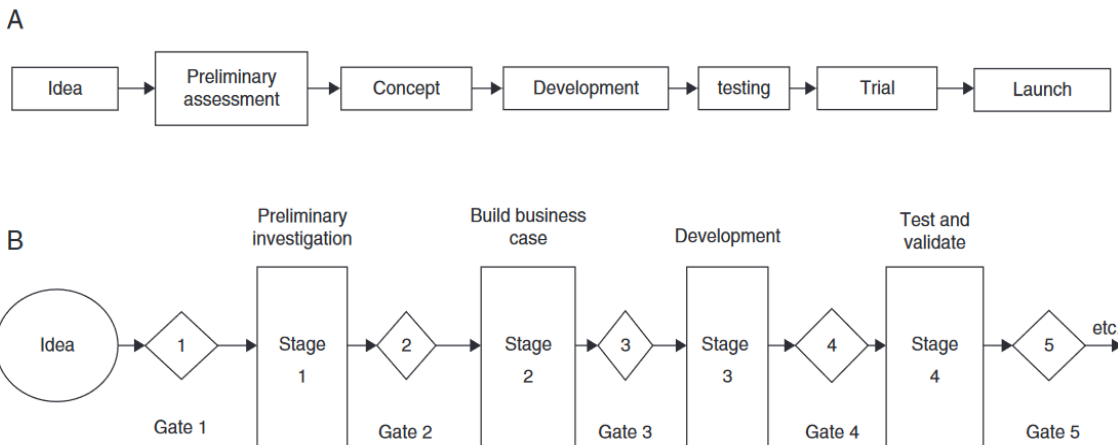 A
Idea
Preliminary
assessment
Concept
Development
testing
Trial
Launch
B
Preliminary
investigation
Build business
case
Development
Test and
validate
Idea
1
Stage
1
2
Stage
2
3
Stage
3
4
Stage
4
5
etc.
Gate 1
Gate 2
Gate 3
Gate 4
Gate 5